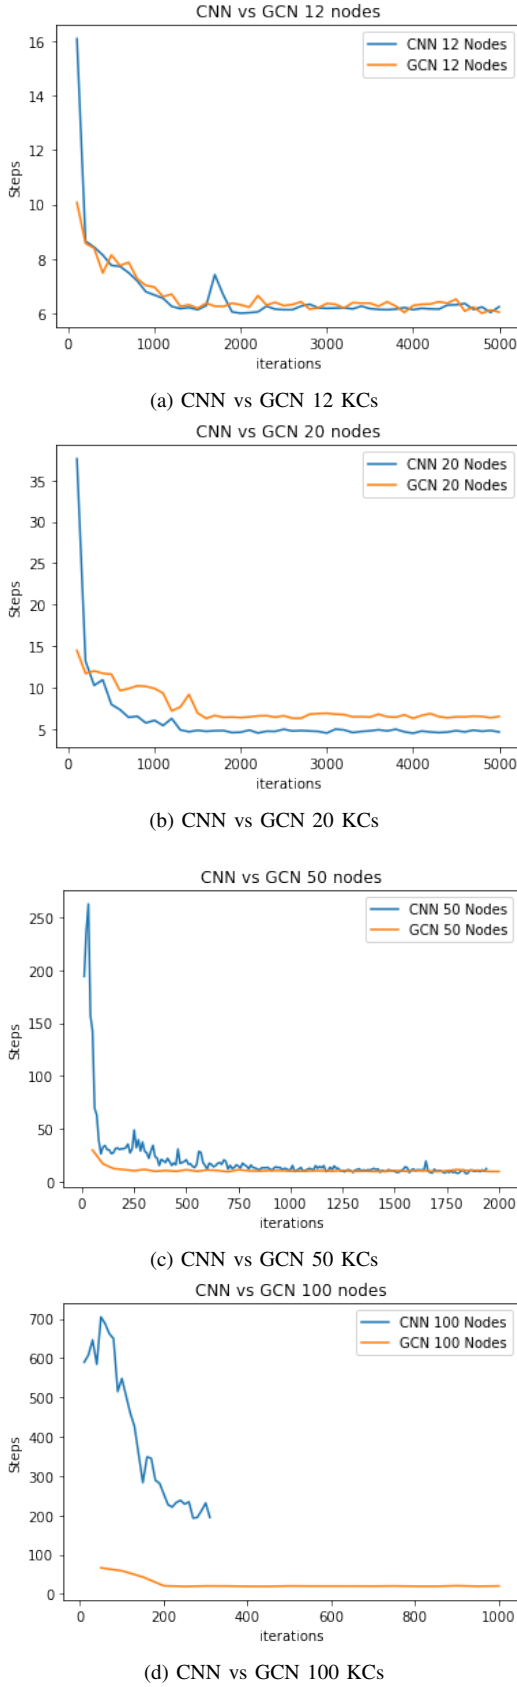 CNN vs GCN 12 nodes
CNN 12 Nodes
GCN 12 Nodes
16
14
12
10
8
6
Steps
0 1000 2000 3000 4000 5000
iterations
(a) CNN vs GCN 12 KCs
CNN vs GCN 20 nodes
CNN 20 Nodes
GCN 20 Nodes
35
30
25
20
15
10
5
Steps
0 1000 2000 3000 4000 5000
iterations
(b) CNN vs GCN 20 KCs
CNN vs GCN 50 nodes
CNN 50 Nodes
GCN 50 Nodes
250
200
150
100
50
0
Steps
0 250 500 750 1000 1250 1500 1750 2000
iterations
(c) CNN vs GCN 50 KCs
CNN vs GCN 100 nodes
CNN 100 Nodes
GCN 100 Nodes
700
600
500
400
300
200
100
0
Steps
0 200 400 600 800 1000
iterations
(d) CNN vs GCN 100 KCs